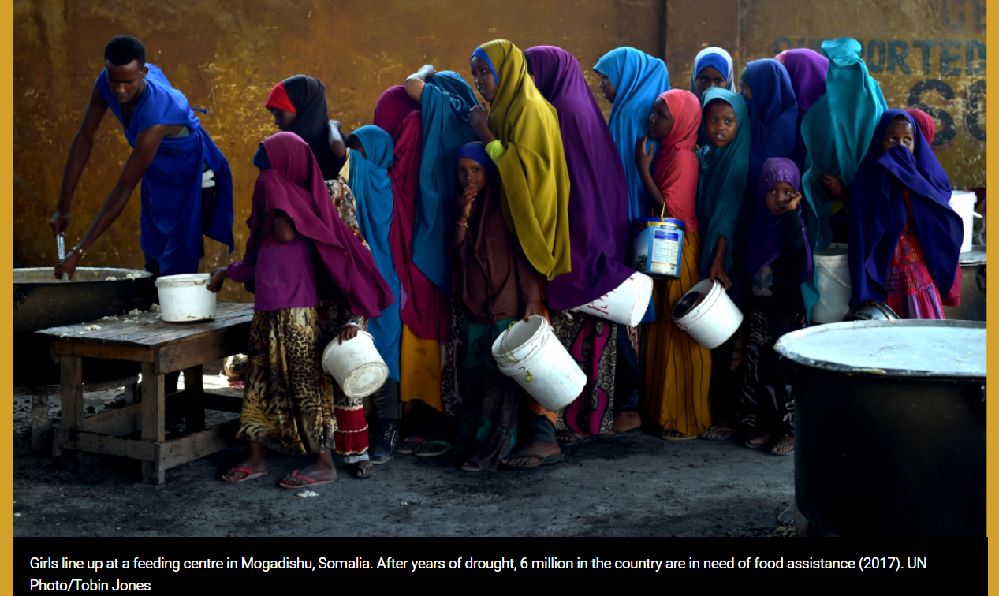 SUPPORTED
Girls line up at a feeding centre in Mogadishu, Somalia. After years of drought, 6 million in the country are in need of food assistance (2017). UN
Photo/Tobin Jones